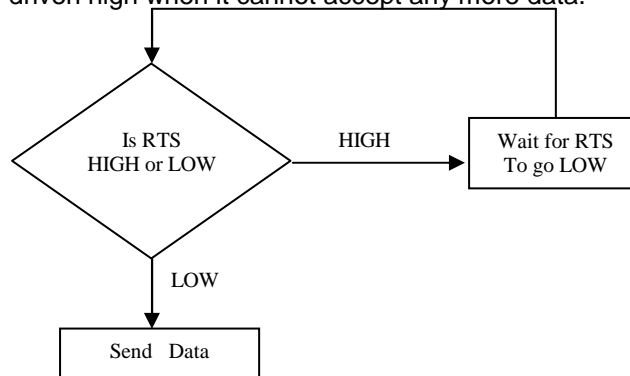 driven high when it cannot accept any more data.
Is RTS
HIGH or LOW
HIGH
Wait for RTS
To go LOW
LOW
Send Data